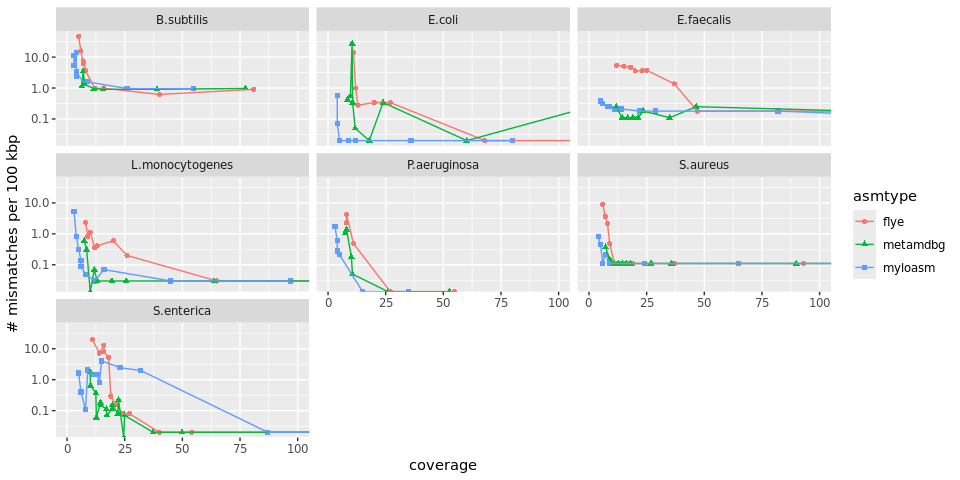 B.subtilis E.coli E.faecalis
10.0
1.0
0.1
L.monocytogenes P.aeruginosa S.aureus
10.0
1.0
0.1
0 25 50 75 100 0 25 50 75 100
S.enterica
10.0
1.0
0.1
0 25 50 75 100
coverage
# mismatches per 100 kbp
asmtype
flye
metamdbg
myloasm